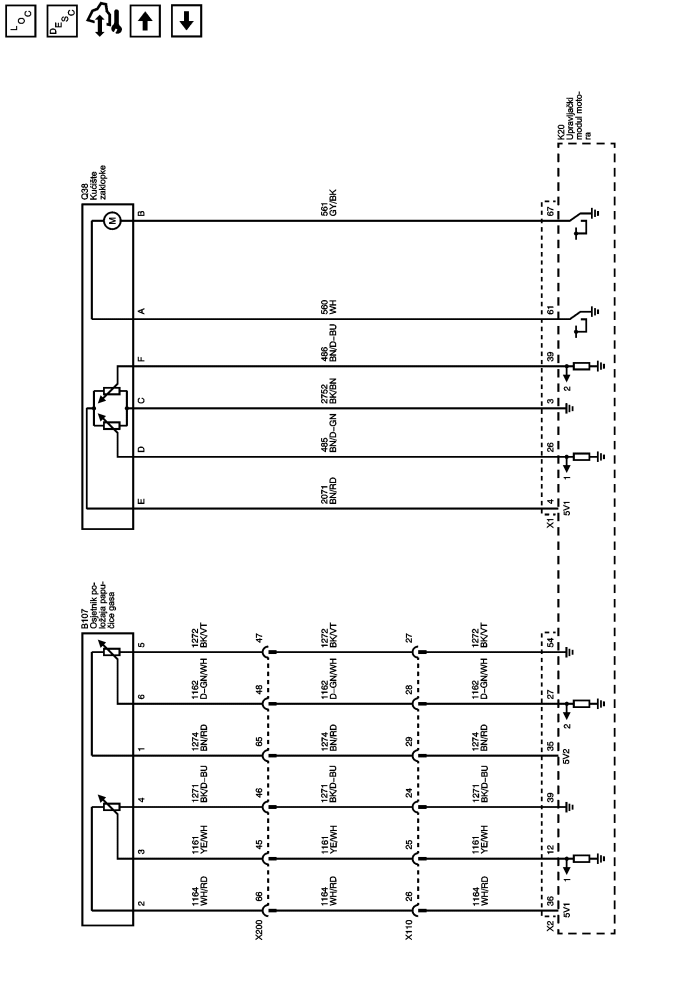 LOC
DESC
K20
Upravljački
modul moto-
ra
Q38
Kućište
zaklopke
M
B
561
GY/BK
67
A
560
WH
61
F
486
BN/D-BU
39
2
C
2752
BK/BN
3
D
485
BN/D-GN
26
1
E
2071
BN/RD
4
5V1
X1
B107
Osjetnik po-
ložaja papu-
čice gasa
5
1272
BK/VT
47
1272
BK/VT
27
1272
BK/VT
54
6
1162
D-GN/WH
48
1162
D-GN/WH
28
1162
D-GN/WH
27
2
1
1274
BN/RD
65
1274
BN/RD
29
1274
BN/RD
35
5V2
4
1271
BK/D-BU
46
1271
BK/D-BU
24
1271
BK/D-BU
39
3
1161
YE/WH
45
1161
YE/WH
25
1161
YE/WH
12
1
2
1164
WH/RD
66
1164
WH/RD
26
1164
WH/RD
36
5V1
X200
X110
X2